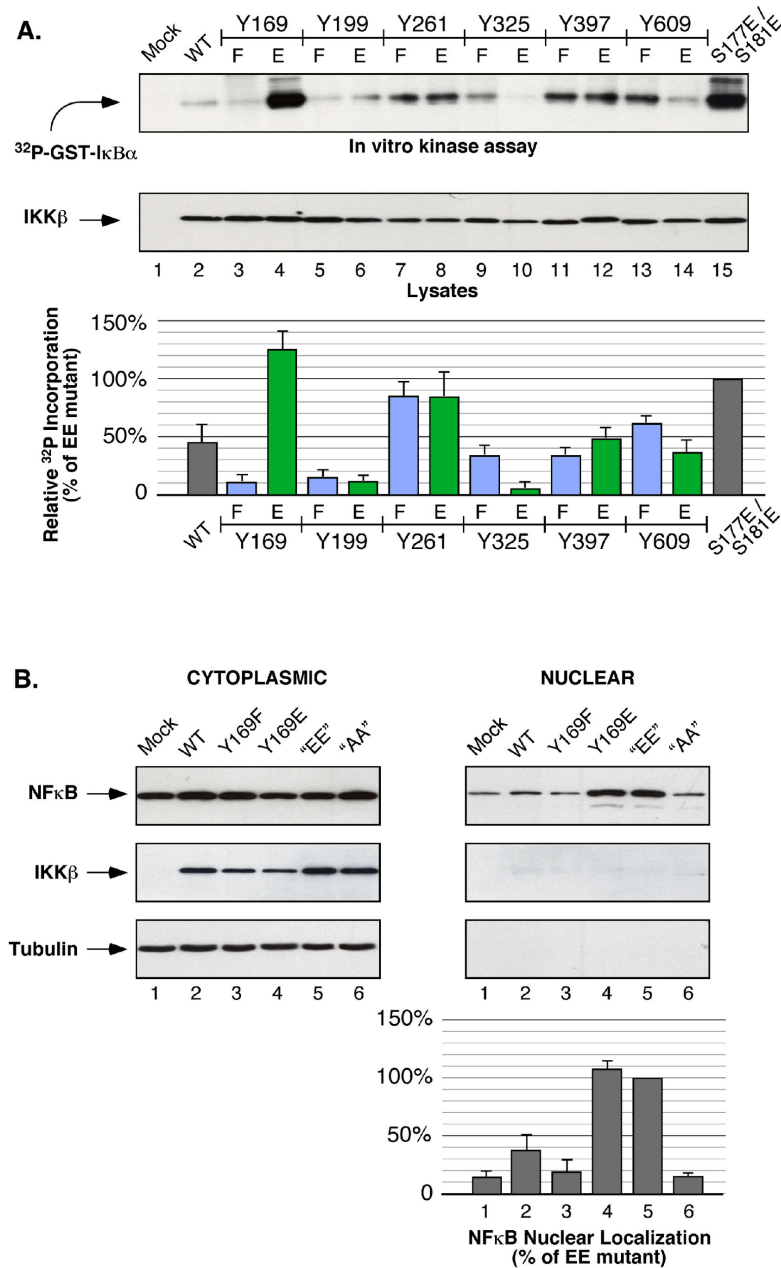 A.
Y169 Y199 Y261 Y325 Y397 Y609
Mock WT F E F E F E F E F E F E S177E / S181E
32P-GST-IκBα
In vitro kinase assay
IKKβ
1 2 3 4 5 6 7 8 9 10 11 12 13 14 15
Lysates
Relative 32P Incorporation
(% of EE mutant)
150%
100%
50%
0
F E F E F E F E F E F E
WT Y169 Y199 Y261 Y325 Y397 Y609 S177E / S181E
B.
CYTOPLASMIC NUCLEAR
Mock WT Y169F Y169E "EE" "AA" Mock WT Y169F Y169E "EE" "AA"
NFκB
IKKβ
Tubulin
1 2 3 4 5 6 1 2 3 4 5 6
150%
100%
50%
0
1 2 3 4 5 6
NFκB Nuclear Localization
(% of EE mutant)